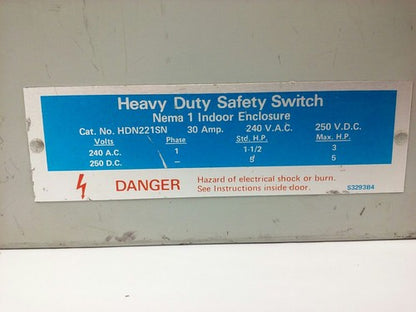 Heavy Duty Safety Switch
Nema 1 Indoor Enclosure
Cat. No. HDN221SN 30 Amp. 240 V.A.C. 250 V.D.C.
Volts Phase Std. H.P. Max. H.P.
240 A.C. 1 1-1/2 3
250 D.C. – 5 5
DANGER Hazard of electrical shock or burn.
See Instructions inside door. 5329384